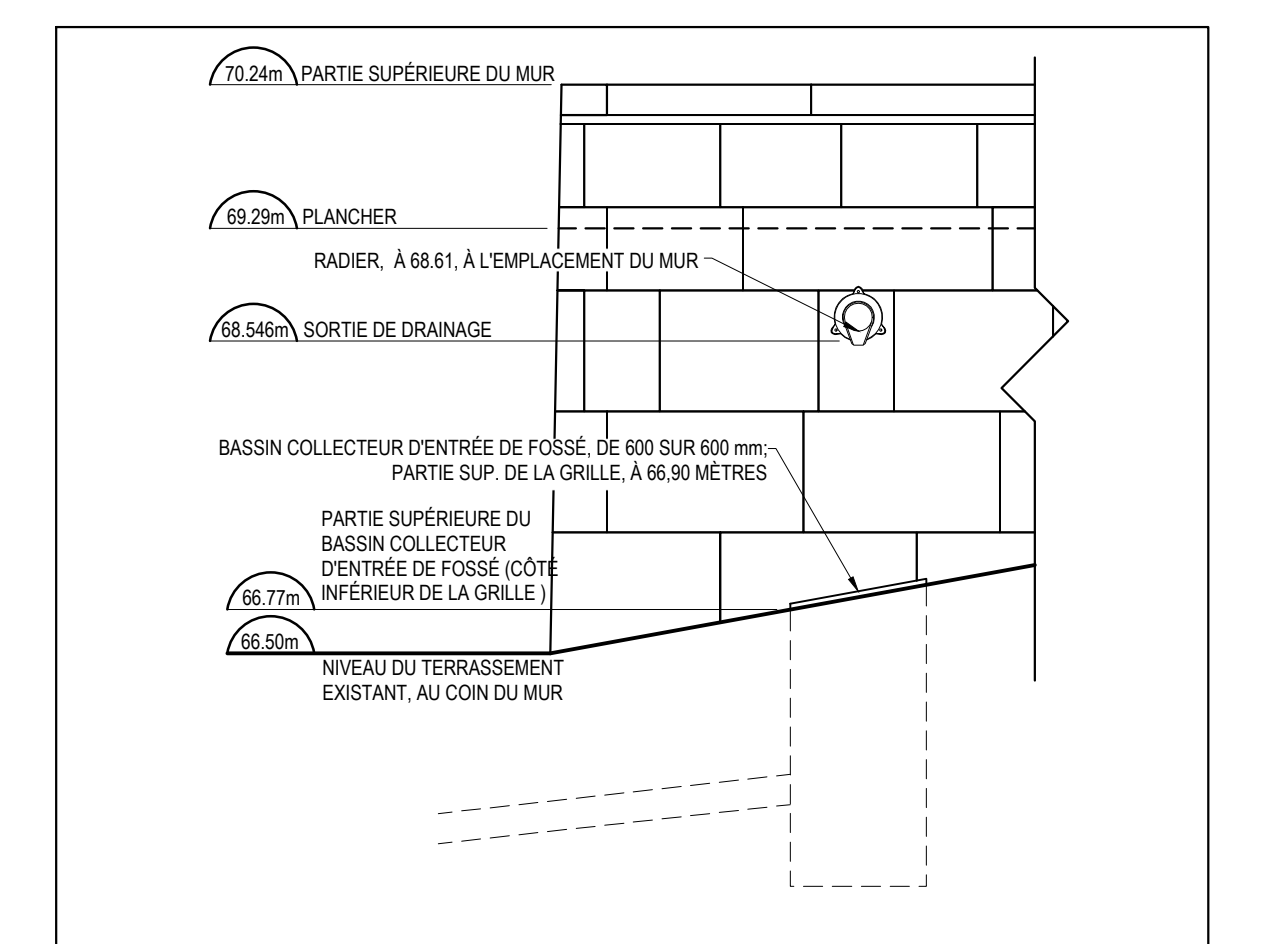 70.24m PARTIE SUPÉRIEURE DU MUR
69.29m PLANCHER
RADIER, À 68.61, À L'EMPLACEMENT DU MUR
68.546m SORTIE DE DRAINAGE
BASSIN COLLECTEUR D'ENTRÉE DE FOSSÉ, DE 600 SUR 600 mm;
PARTIE SUP. DE LA GRILLE, À 66,90 MÈTRES
PARTIE SUPÉRIEURE DU
BASSIN COLLECTEUR
D'ENTRÉE DE FOSSÉ (CÔTÉ
INFÉRIEUR DE LA GRILLE )
66.77m
66.50m
NIVEAU DU TERRASSEMENT
EXISTANT, AU COIN DU MUR